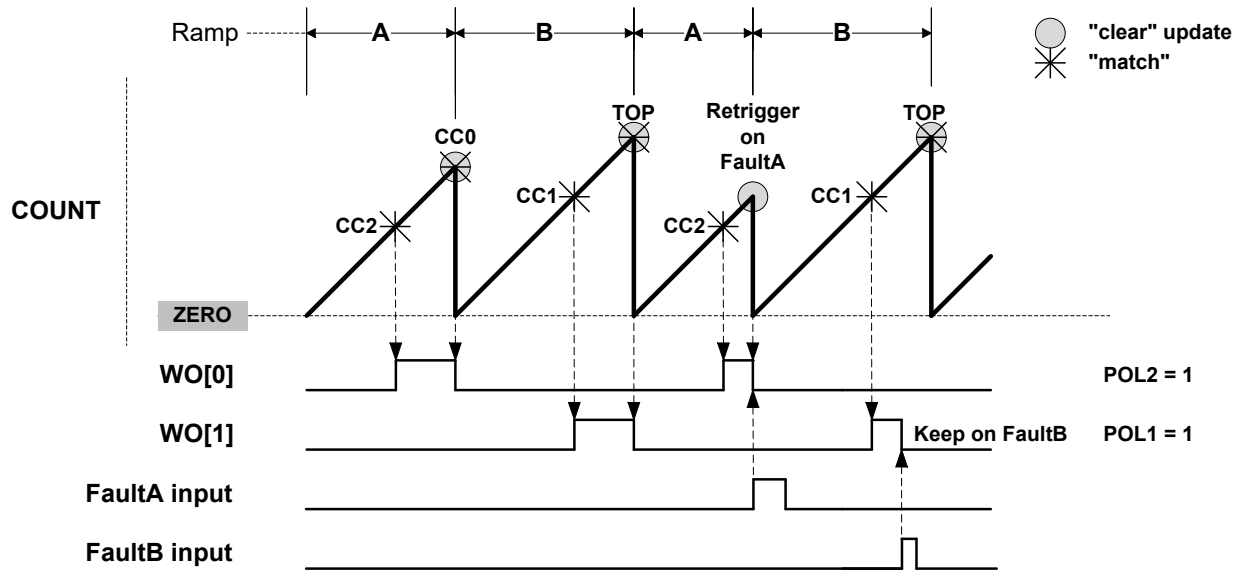 Ramp
A
B
A
B
"clear" update
"match"
TOP
Retrigger
on
FaultA
TOP
CC0
CC1
CC1
CC2
CC2
COUNT
ZERO
WO[0]
POL2 = 1
WO[1]
Keep on FaultB
POL1 = 1
FaultA input
FaultB input